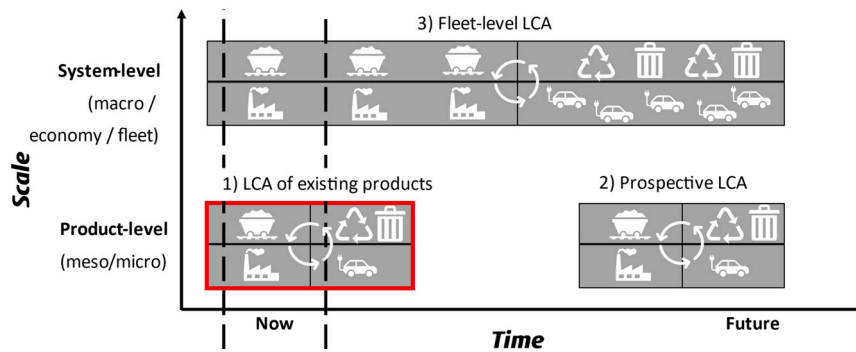 3) Fleet-level LCA
System-level
(macro /
economy / fleet)
Scale
1) LCA of existing products
2) Prospective LCA
Product-level
(meso/micro)
Now
Future
Time